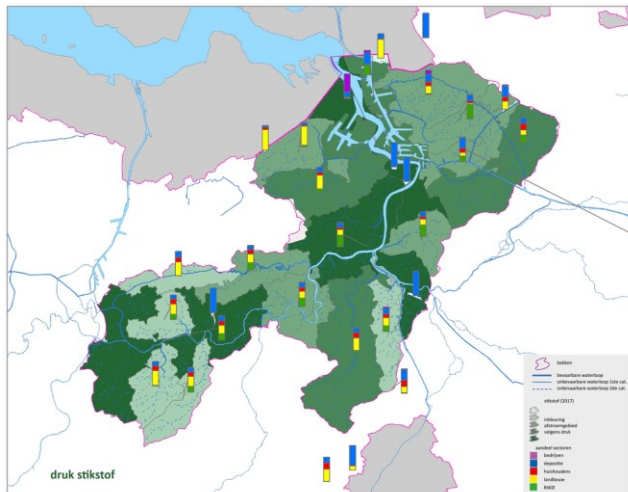 bekken
bevaarbare waterloop
onbevaarbare waterloop 1ste cat.
onbevaarbare waterloop 2de cat.
stikstof (2017)
inkleuring
afstroomgebied
volgens druk
aandeel sectoren
bedrijven
depositie
huishoudens
landbouw
RWZI
druk stikstof